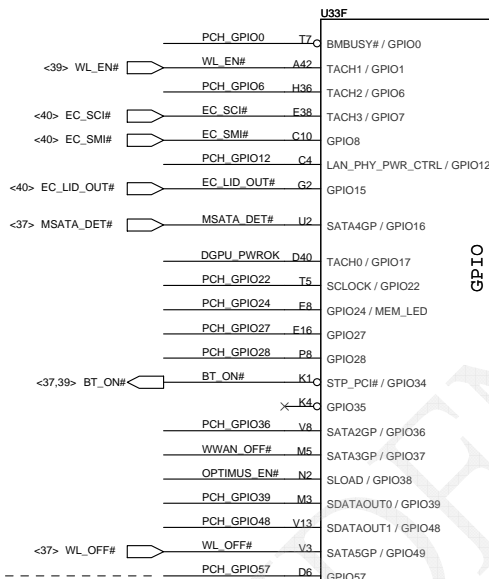 U33F
PCH_GPIO0 T7 BMBUSY# / GPIO0
<39> WL_EN# WL_EN# A42 TACH1 / GPIO1
PCH_GPIO6 H36 TACH2 / GPIO6
<40> EC_SCI# EC_SCI# E38 TACH3 / GPIO7
<40> EC_SMI# EC_SMI# C10 GPIO8
PCH_GPIO12 C4 LAN_PHY_PWR_CTRL / GPIO12
<40> EC_LID_OUT# EC_LID_OUT# G2 GPIO15
<37> MSATA_DET# MSATA_DET# U2 SATA4GP / GPIO16
DGPU_PWROK D40 TACH0 / GPIO17
PCH_GPIO22 T5 SCLOCK / GPIO22
PCH_GPIO24 E8 GPIO24 / MEM_LED
PCH_GPIO27 E16 GPIO27
PCH_GPIO28 P8 GPIO28
<37,39> BT_ON# BT_ON# K1 STP_PCI# / GPIO34
K4 GPIO35
PCH_GPIO36 V8 SATA2GP / GPIO36
WWAN_OFF# M5 SATA3GP / GPIO37
OPTIMUS_EN# N2 SLOAD / GPIO38
PCH_GPIO39 M3 SDATAOUT0 / GPIO39
PCH_GPIO48 V13 SDATAOUT1 / GPIO48
<37> WL_OFF# WL_OFF# V3 SATA5GP / GPIO49
PCH_GPIO57 D6 GPIO57
GPIO